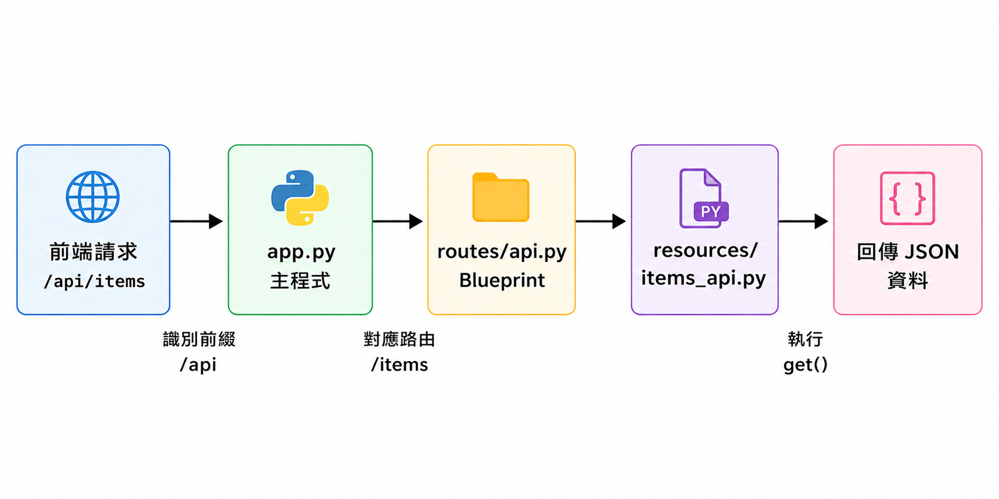 前端請求
/api/items
app.py
主程式
routes/api.py
Blueprint
PY
resources/
items_api.py
{ }
回傳 JSON
資料
識別前綴
/api
對應路由
/items
執行
get()